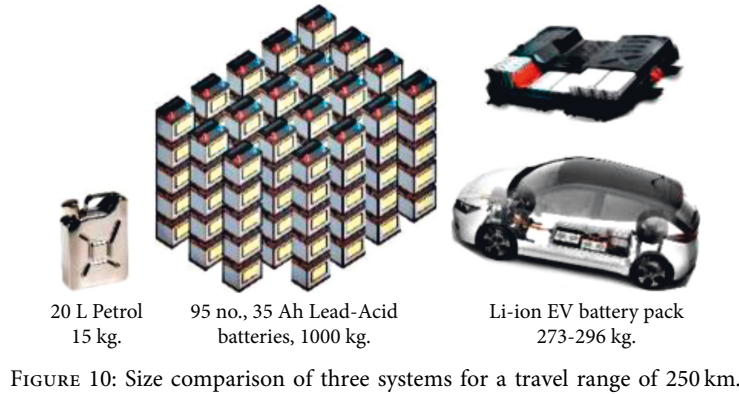 20 L Petrol
15 kg.
95 no., 35 Ah Lead-Acid
batteries, 1000 kg.
Li-ion EV battery pack
273-296 kg.
FIGURE 10: Size comparison of three systems for a travel range of 250 km.